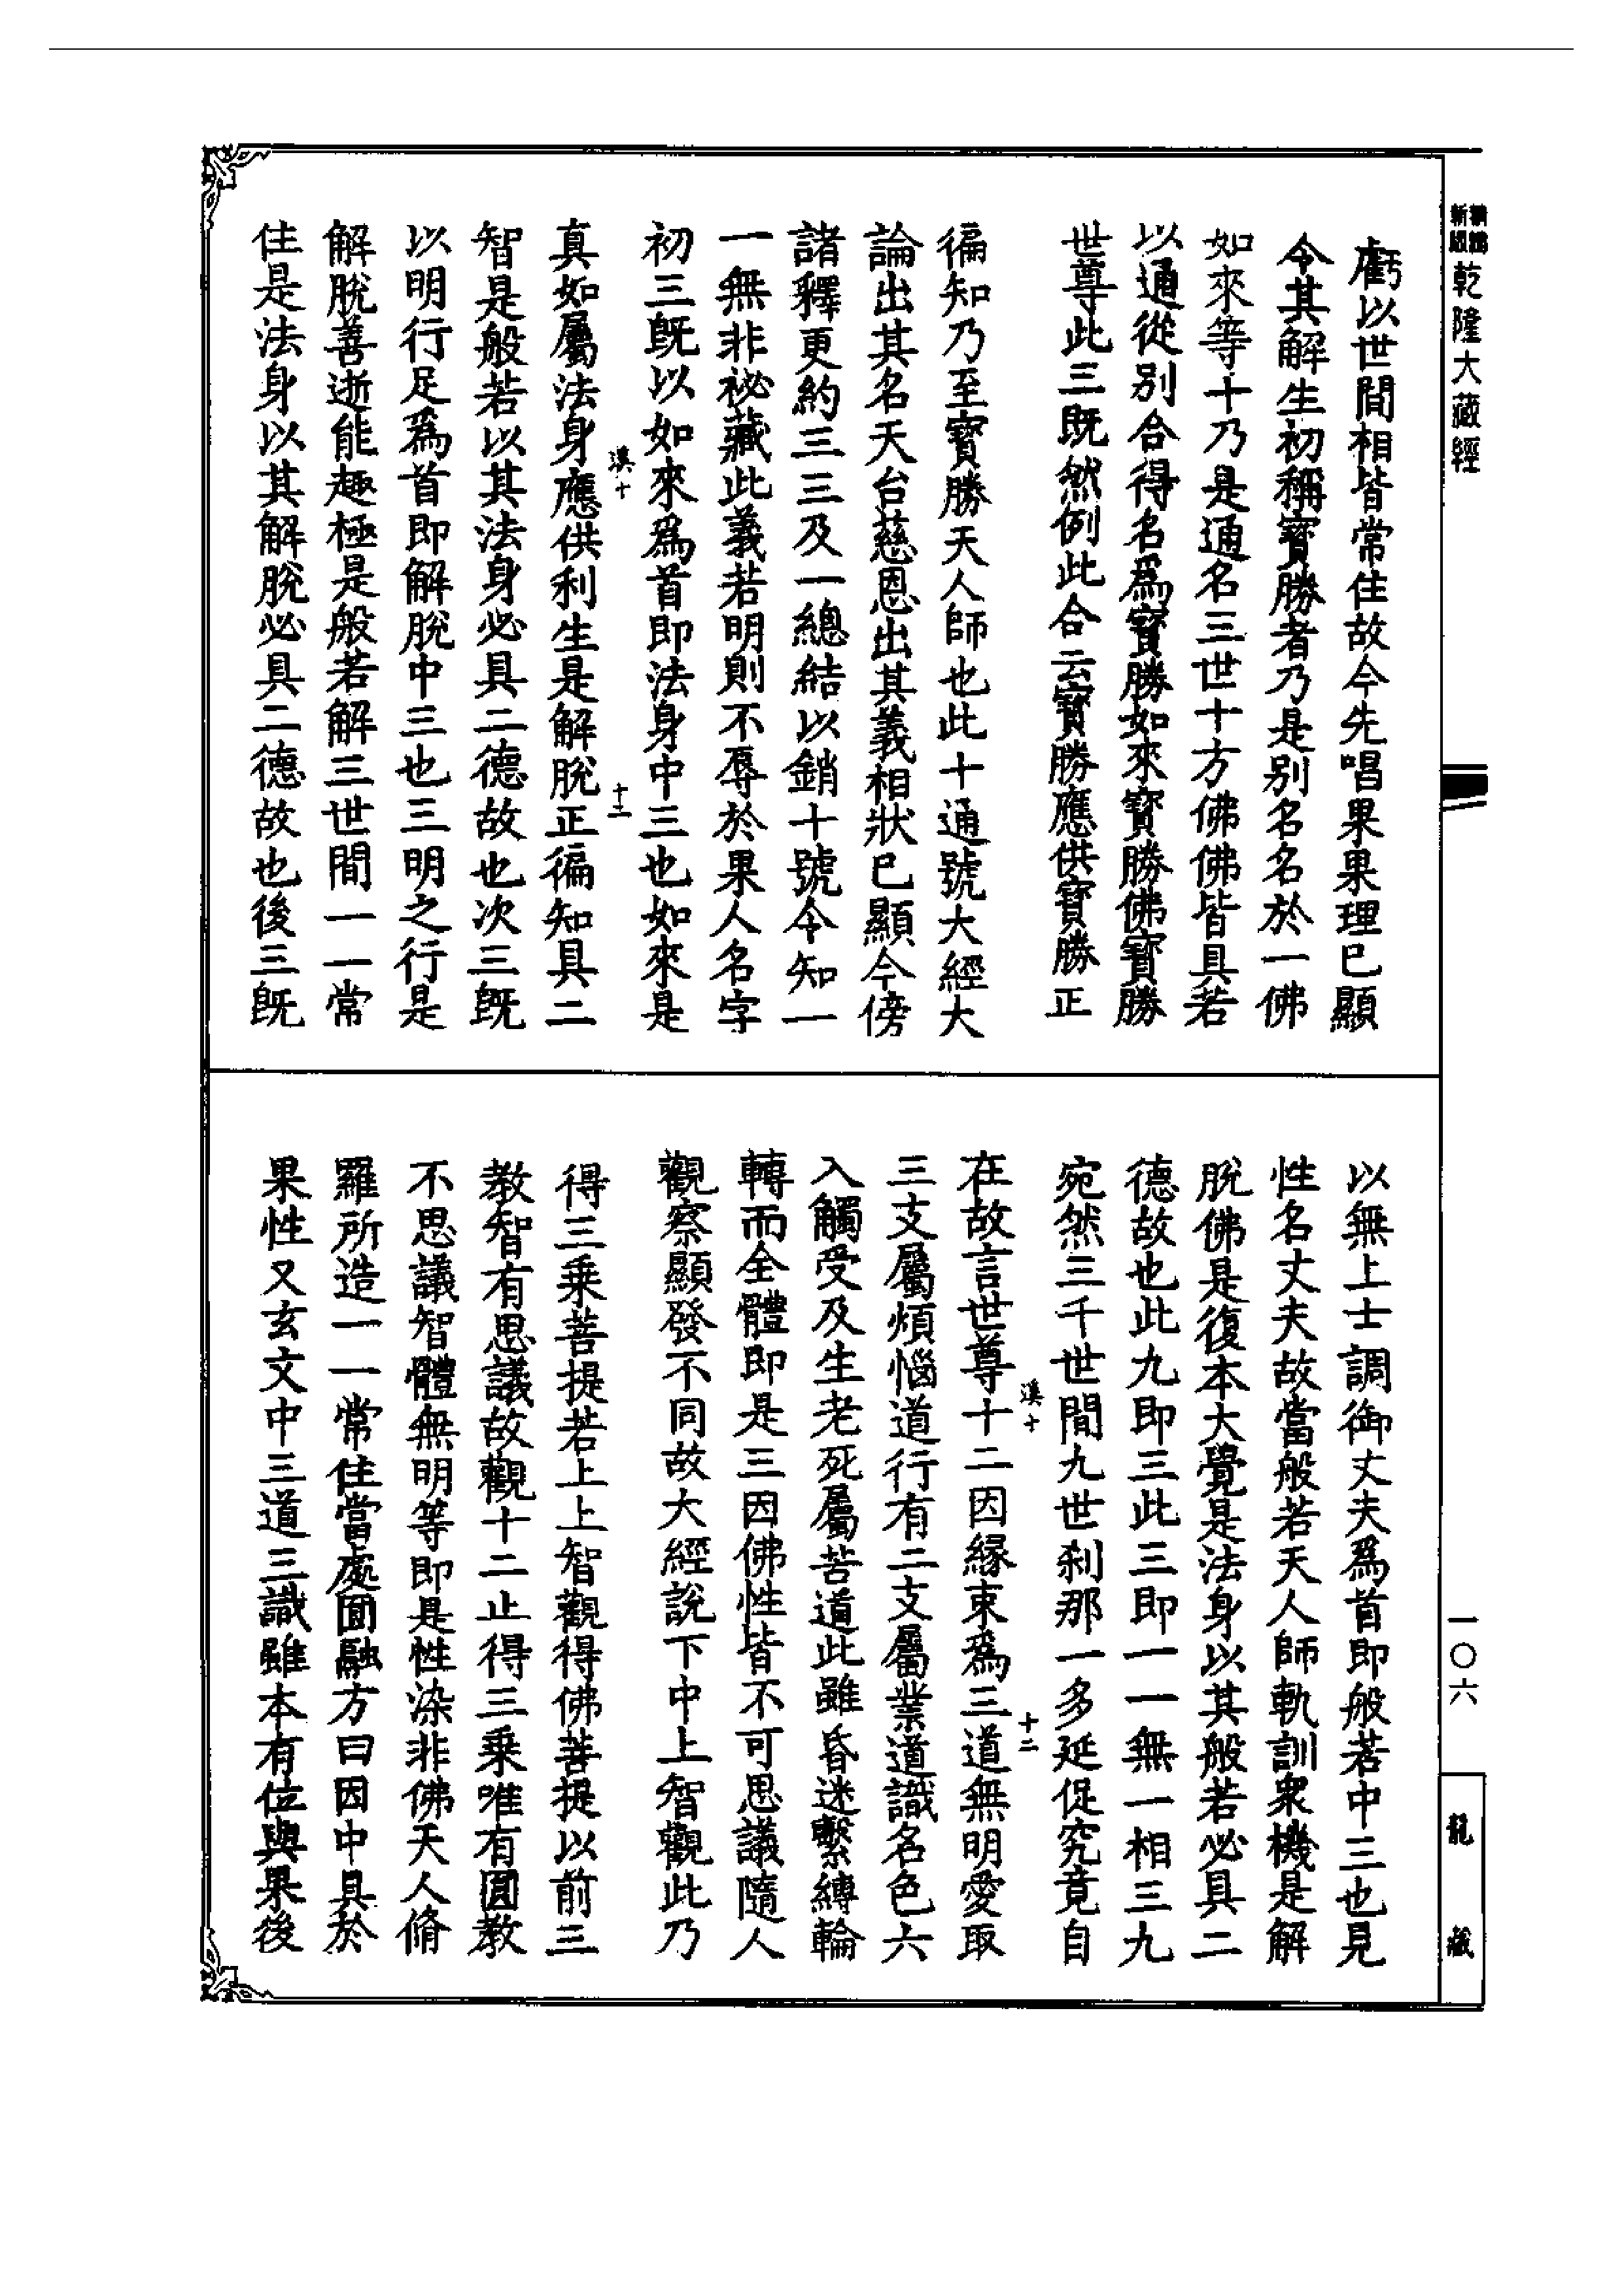 新編
縮版
乾隆大藏經
虧以世間相皆常住故今先唱果果理已顯
令其解生初稱寶勝者乃是別名名於一佛
如來等十乃是通名三世十方佛佛皆具若
以通從別合得名為寶勝如來寶勝佛寶勝
世尊此三既然例此合云寶勝應供寶勝正
徧知乃至寶勝天人師也此十通號大經大
論出其名天台慈恩出其義相狀已顯今傍
諸釋更約三三及一總結以銷十號令知一
一無非祕藏此義若明則不辱於果人名字
初三既以如來為首即法身中三也如來是
溪十
十二
真如屬法身應供利生是解脫正徧知具二
智是般若以其法身必具二德故也次三既
以明行足為首即解脫中三也三明之行是
解脫善逝能趣極是般若解三世間一一常
住是法身以其解脫必具二德故也後三既
以無上士調御丈夫為首即般若中三也見
性名丈夫故當般若天人師軌訓衆機是解
脫佛是復本大覺是法身以其般若必具二
德故也此九即三此三即一一無一相三九
宛然三千世間九世剎那一多延促究竟自
溪十
十二
在故言世尊十二因緣束為三道無明愛取
三支屬煩惱道行有二支屬業道識名色六
入觸受及生老死屬苦道此雖昏迷繫縛輪
轉而全體即是三因佛性皆不可思議隨人
觀察顯發不同故大經說下中上智觀此乃
得三乘菩提若上上智觀得佛菩提以前三
教智有思議故觀十二止得三乘唯有圓教
不思議智體無明等即是性染非佛天人脩
羅所造一一常住當處圓融方曰因中具於
果性又玄文中三道三識雖本有位與果後
一〇六
龍藏